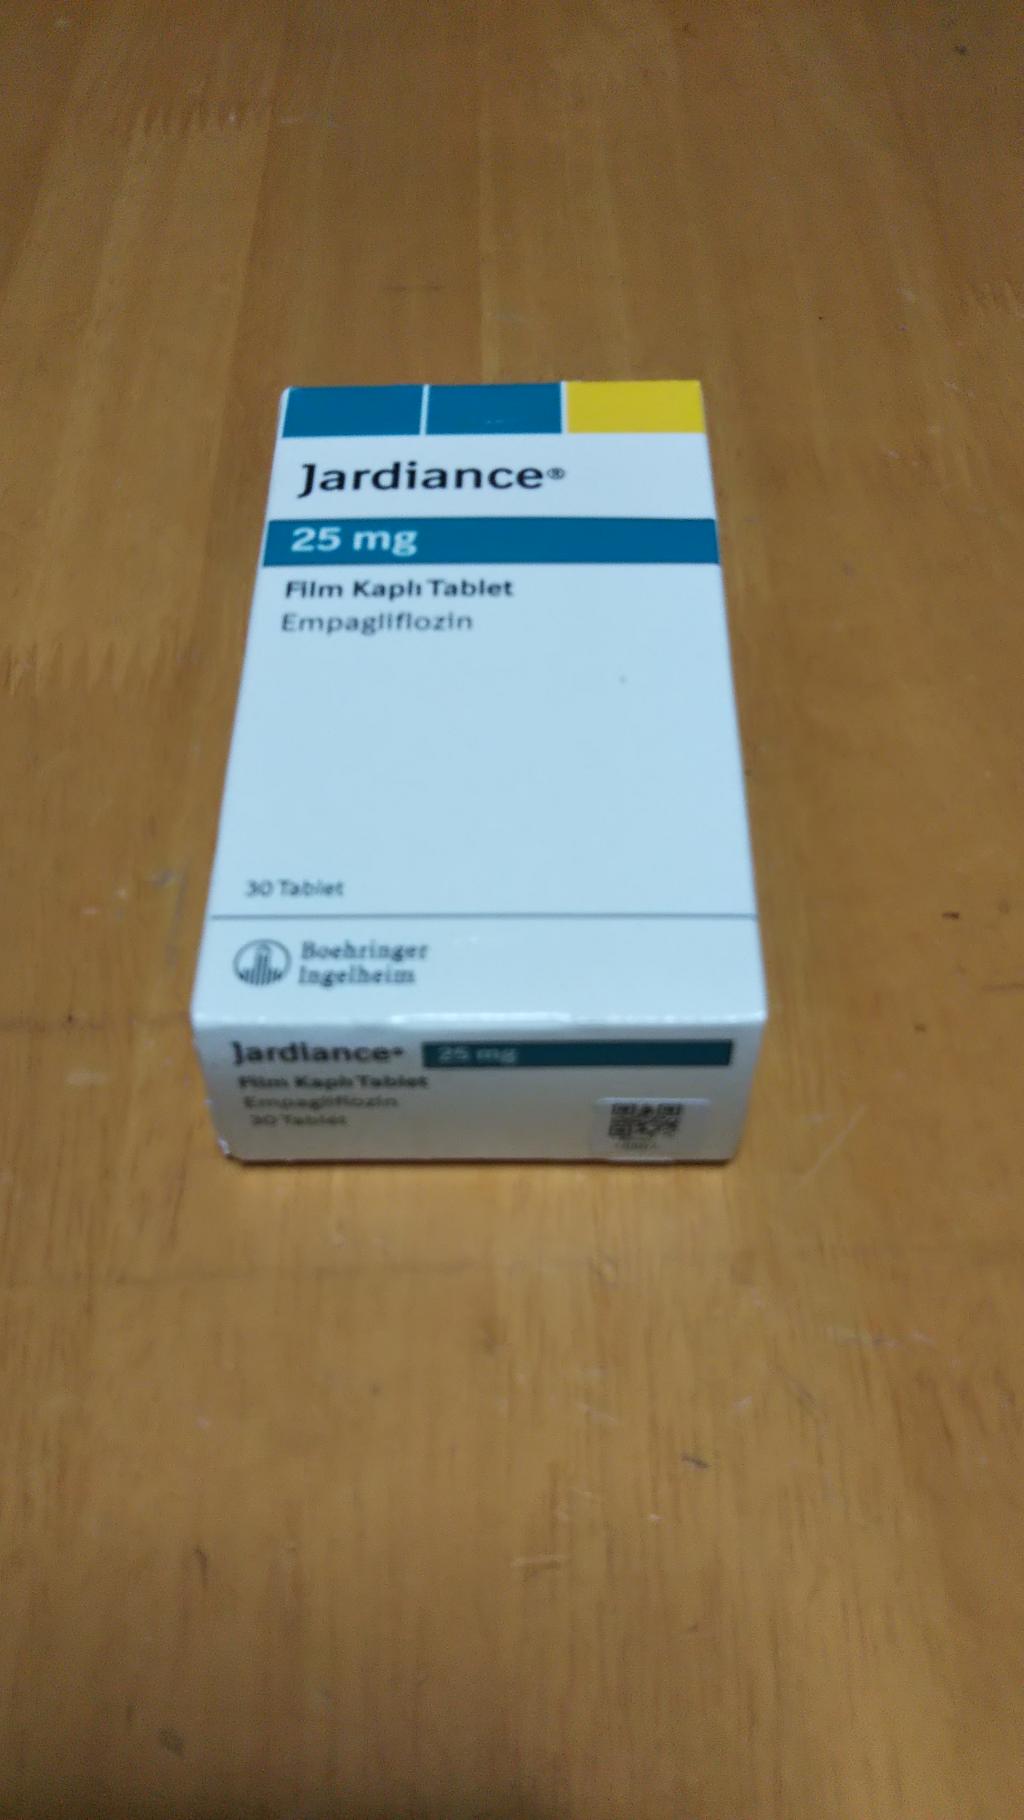 Jardiance®
25 mg
Film Kaplı Tablet
Empagliflozin
30 Tablet
Boehringer
Ingelheim
Jardiance® 25 mg
Film Kaplı Tablet
Empagliflozin
30 Tablet